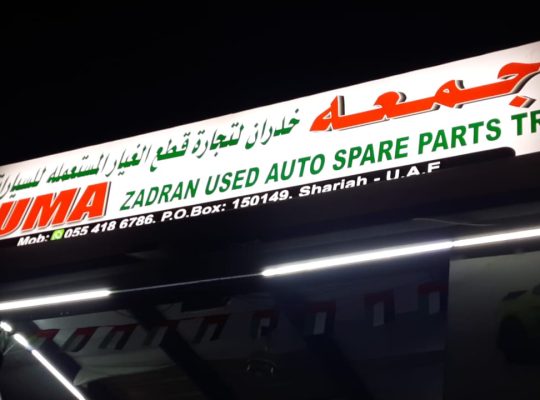 جمعه خدران لتجارة قطع الغيار المستعملة للسيارات
UMA ZADRAN USED AUTO SPARE PARTS TR
Mob: 055 418 6786. P.O.Box: 150149. Sharjah - U.A.E